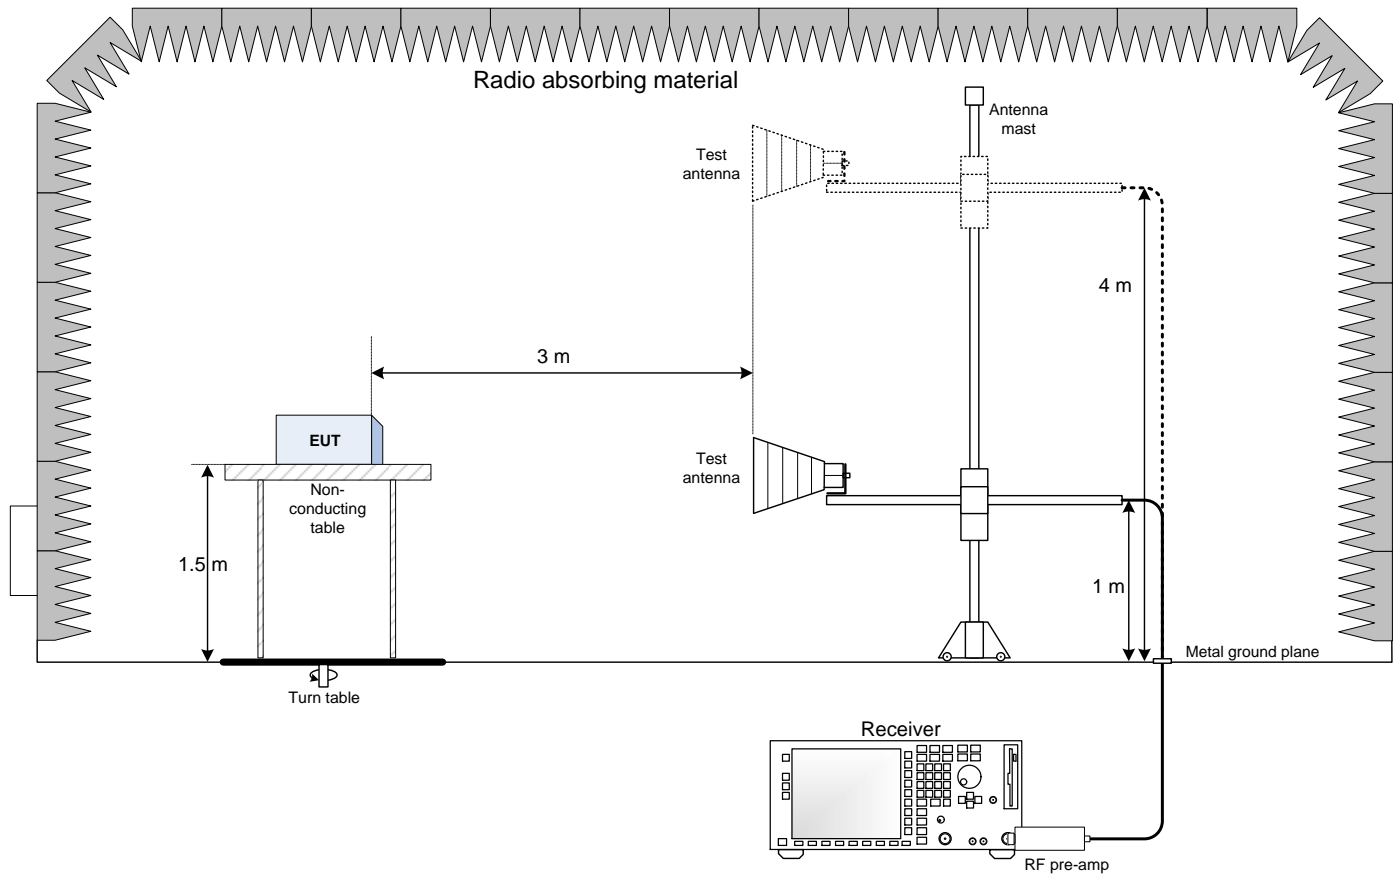 Radio absorbing material
Antenna
mast
Test
antenna
4 m
3 m
EUT
Test
antenna
Non-
conducting
table
1.5 m
1 m
Metal ground plane
Turn table
Receiver
RF pre-amp